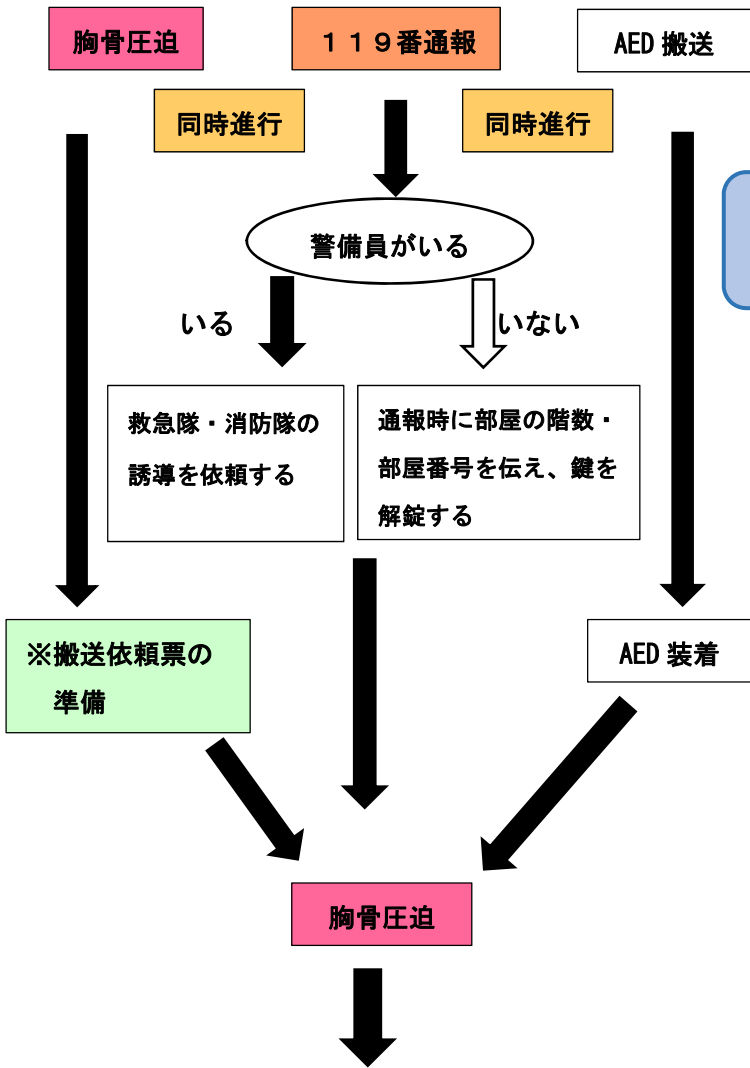 胸骨圧迫
１１９番通報
AED 搬送
同時進行
同時進行
警備員がいる
いる
いない
救急隊・消防隊の
誘導を依頼する
通報時に部屋の階数・
部屋番号を伝え、鍵を
解錠する
※搬送依頼票の
準備
AED 装着
胸骨圧迫